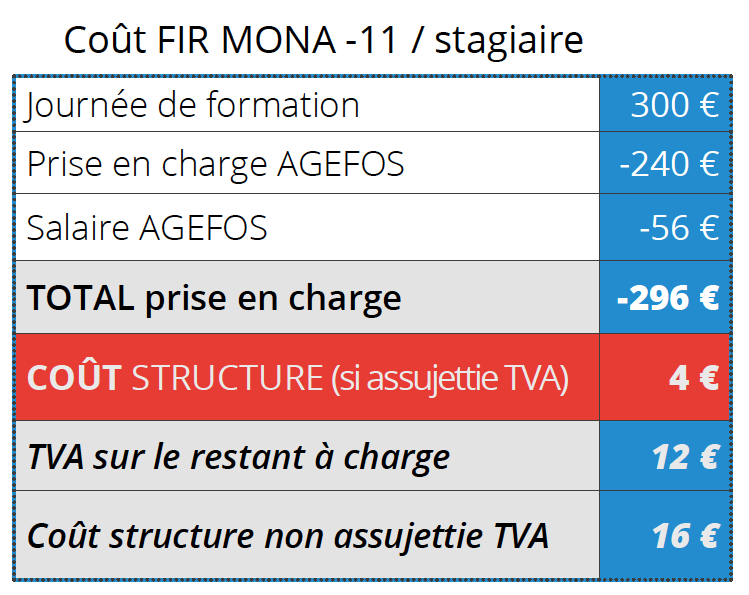 Coût FIR MONA -11 / stagiaire
Journée de formation 300 €
Prise en charge AGEFOS -240 €
Salaire AGEFOS -56 €
TOTAL prise en charge -296 €
COÛT STRUCTURE (si assujettie TVA) 4 €
TVA sur le restant à charge 12 €
Coût structure non assujettie TVA 16 €